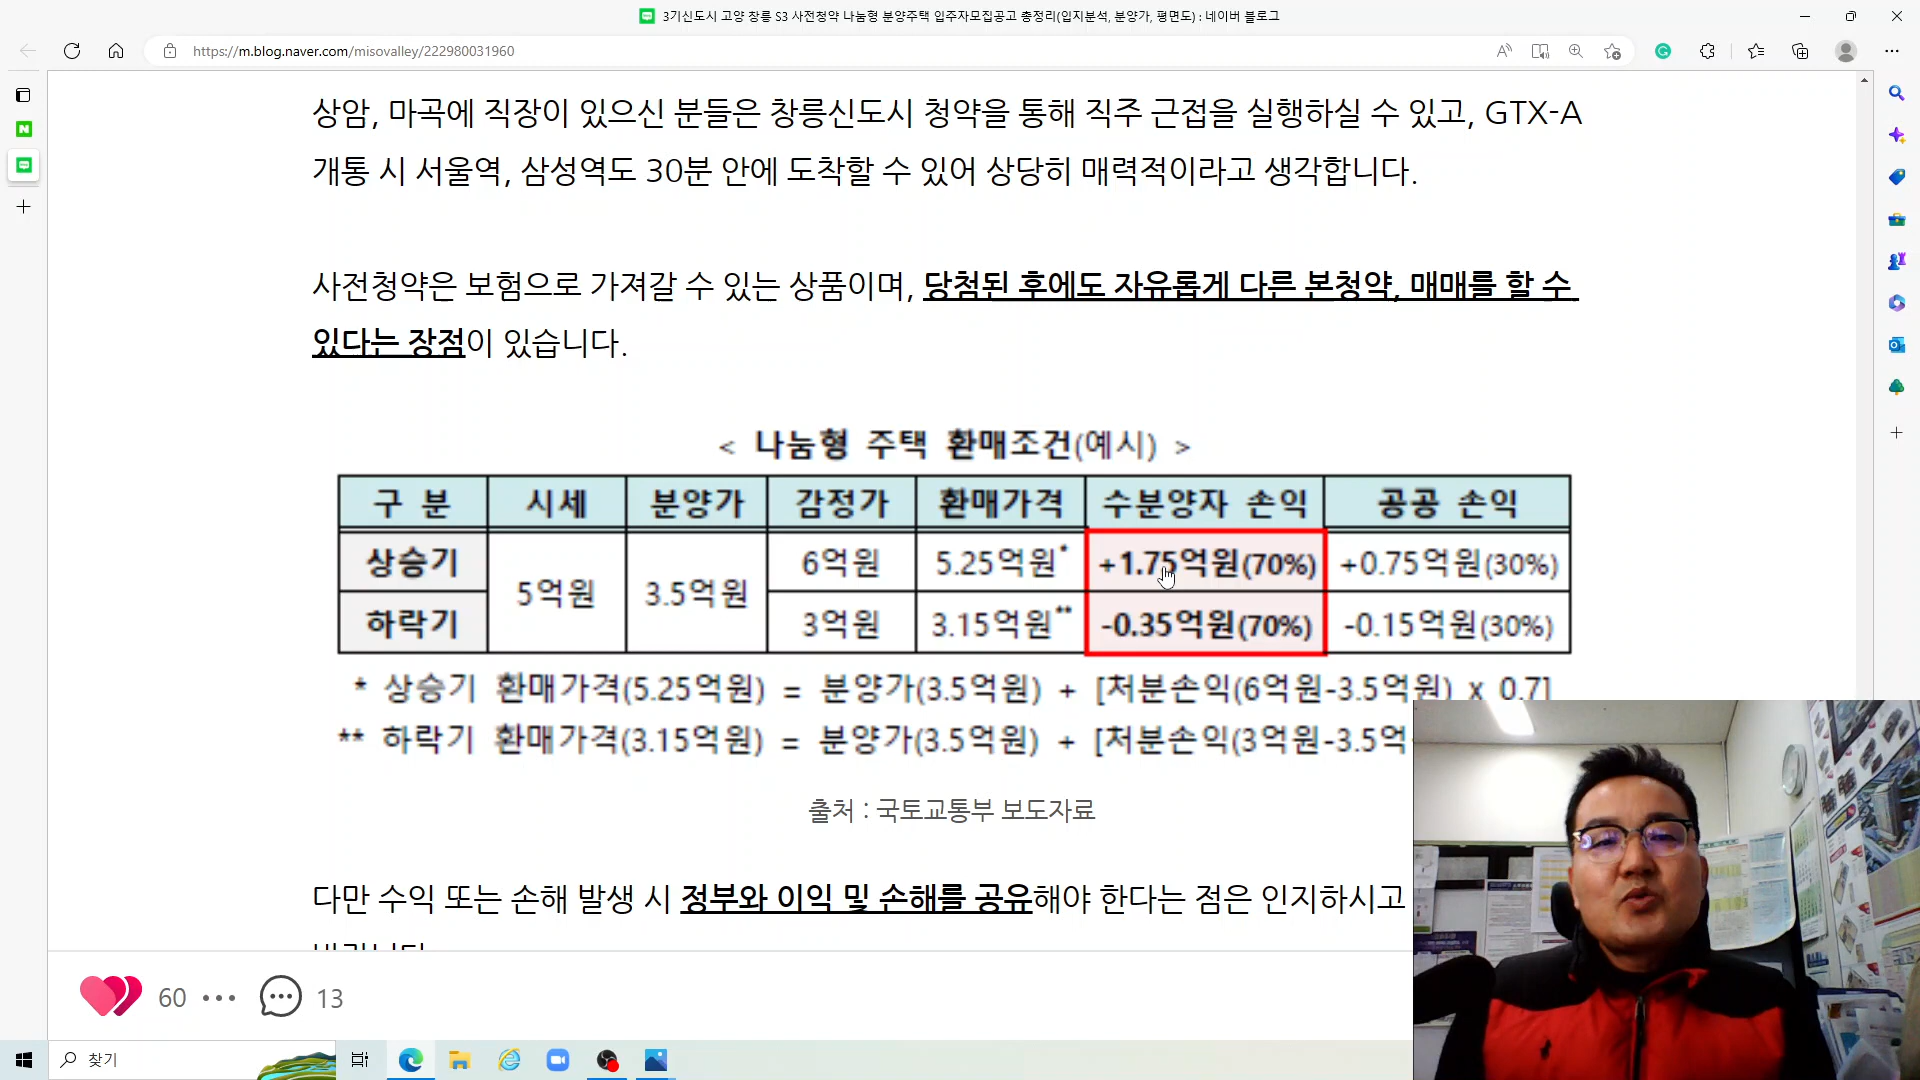 3기신도시 고양 창릉 S3 사전청약 나눔형 분양주택 입주자모집공고 총정리(입지분석, 분양가, 평면도) : 네이버 블로그
https://m.blog.naver.com/misovalley/222980031960
상암, 마곡에 직장이 있으신 분들은 창릉신도시 청약을 통해 직주 근접을 실행하실 수 있고, GTX-A
개통 시 서울역, 삼성역도 30분 안에 도착할 수 있어 상당히 매력적이라고 생각합니다.
사전청약은 보험으로 가져갈 수 있는 상품이며, 당첨된 후에도 자유롭게 다른 본청약, 매매를 할 수
있다는 장점이 있습니다.
< 나눔형 주택 환매조건(예시) >
구 분 시세 분양가 감정가 환매가격 수분양자 손익 공공 손익
상승기 5억원 3.5억원 6억원 5.25억원* +1.75억원(70%) +0.75억원(30%)
하락기 3억원 3.15억원** -0.35억원(70%) -0.15억원(30%)
* 상승기 환매가격(5.25억원) = 분양가(3.5억원) + [처분손익(6억원-3.5억원) x 0.7]
** 하락기 환매가격(3.15억원) = 분양가(3.5억원) + [처분손익(3억원-3.5억
출처 : 국토교통부 보도자료
다만 수익 또는 손해 발생 시 정부와 이익 및 손해를 공유해야 한다는 점은 인지하시고
60 13
찾기